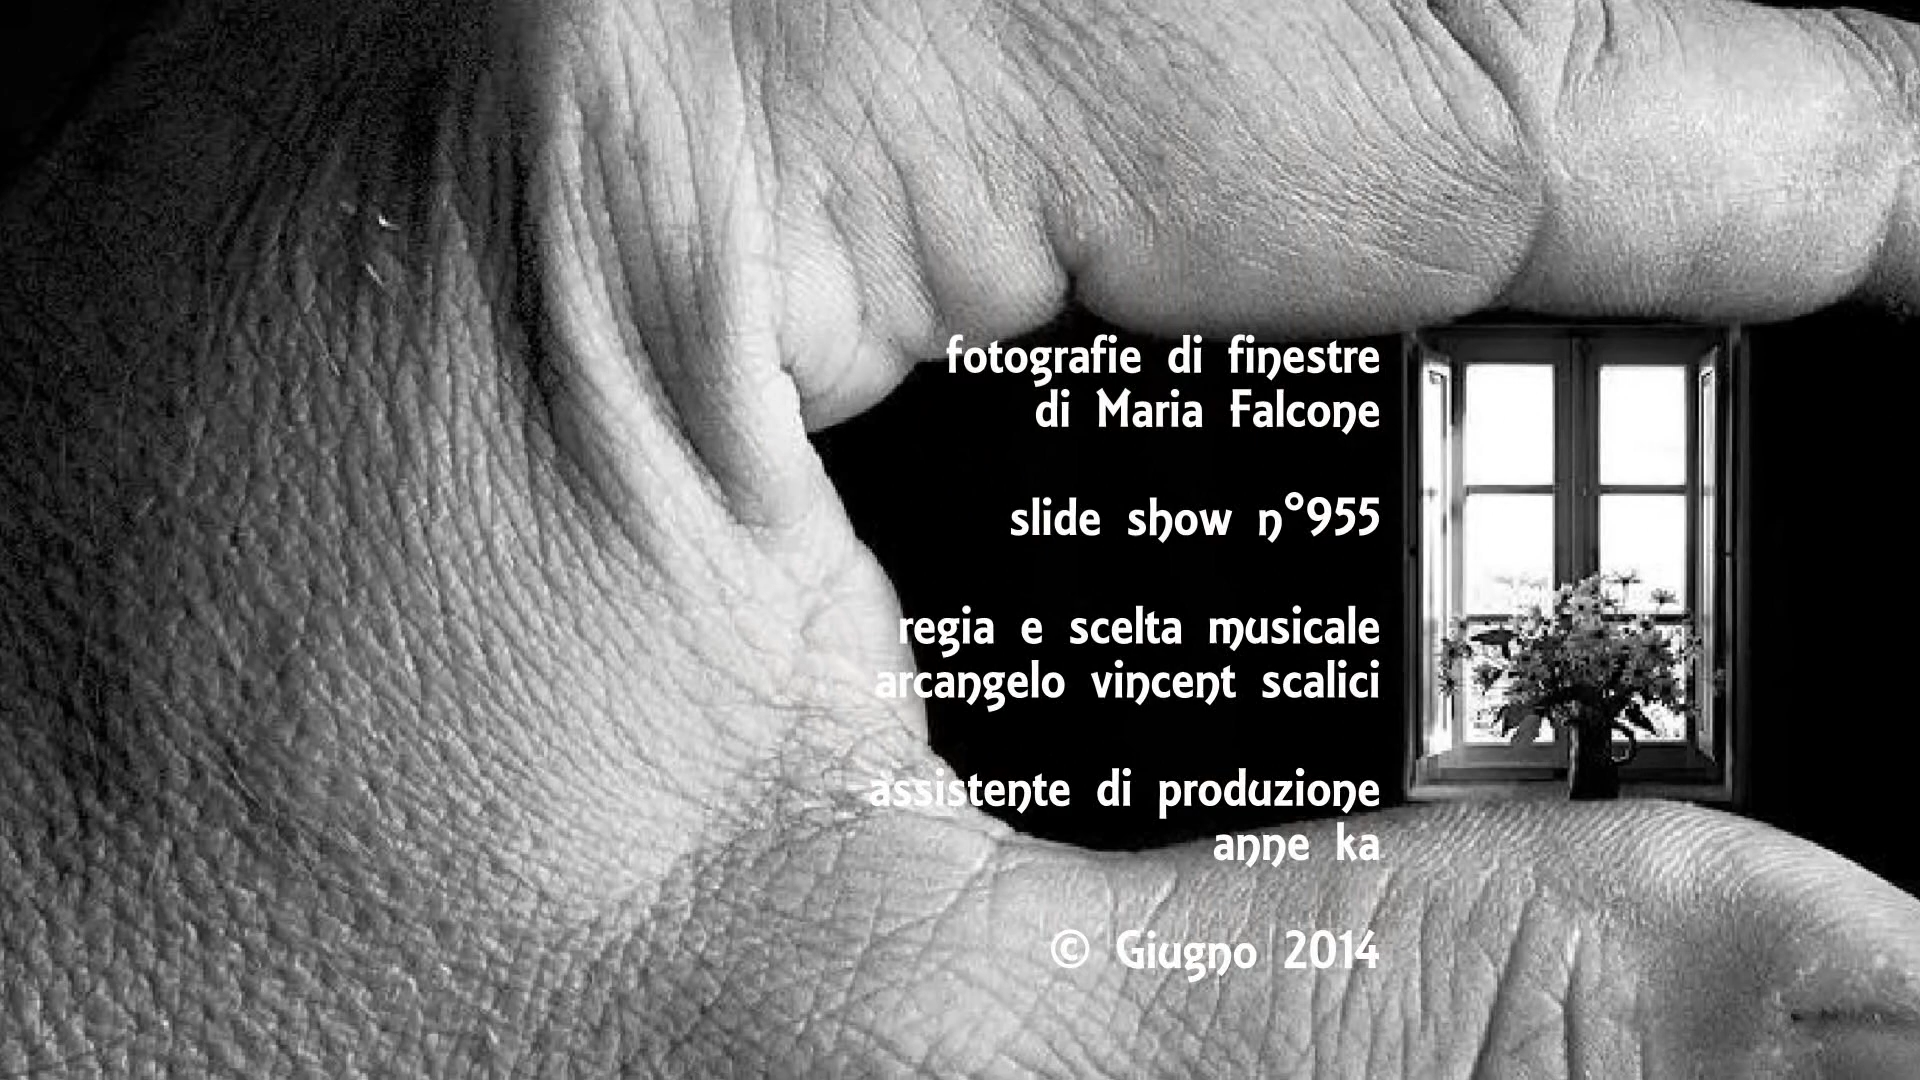 fotografie di finestre
di Maria Falcone
slide show n°955
regia e scelta musicale
arcangelo vincent scalici
assistente di produzione
anne ka
© Giugno 2014